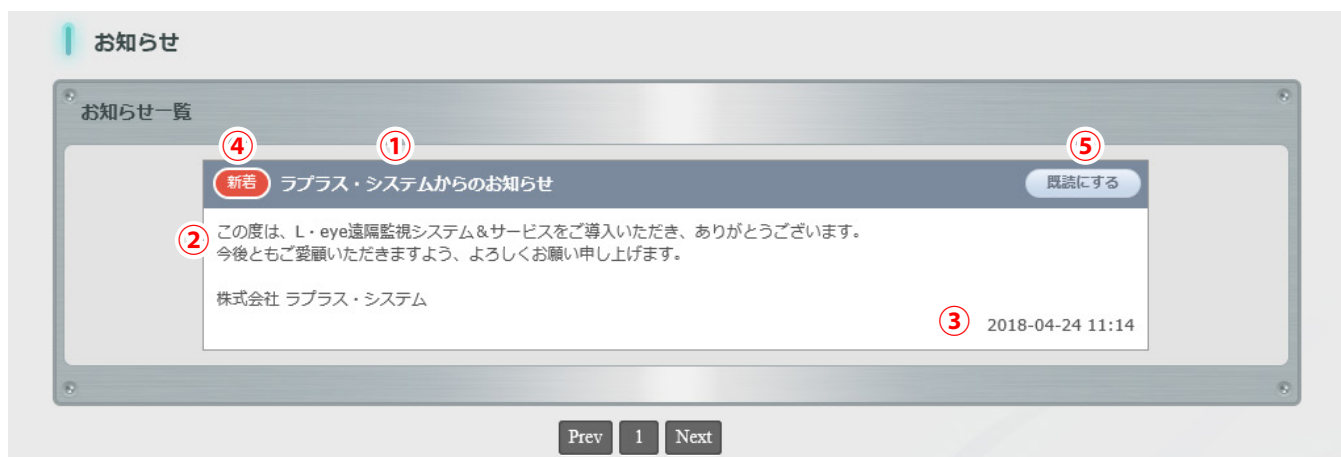 お知らせ
お知らせ一覧
④ ① ⑤
新着 ラプラス・システムからのお知らせ 既読にする
② この度は、L・eye遠隔監視システム＆サービスをご導入いただき、ありがとうございます。
今後ともご愛顧いただきますよう、よろしくお願い申し上げます。
株式会社 ラプラス・システム
③ 2018-04-24 11:14
Prev 1 Next